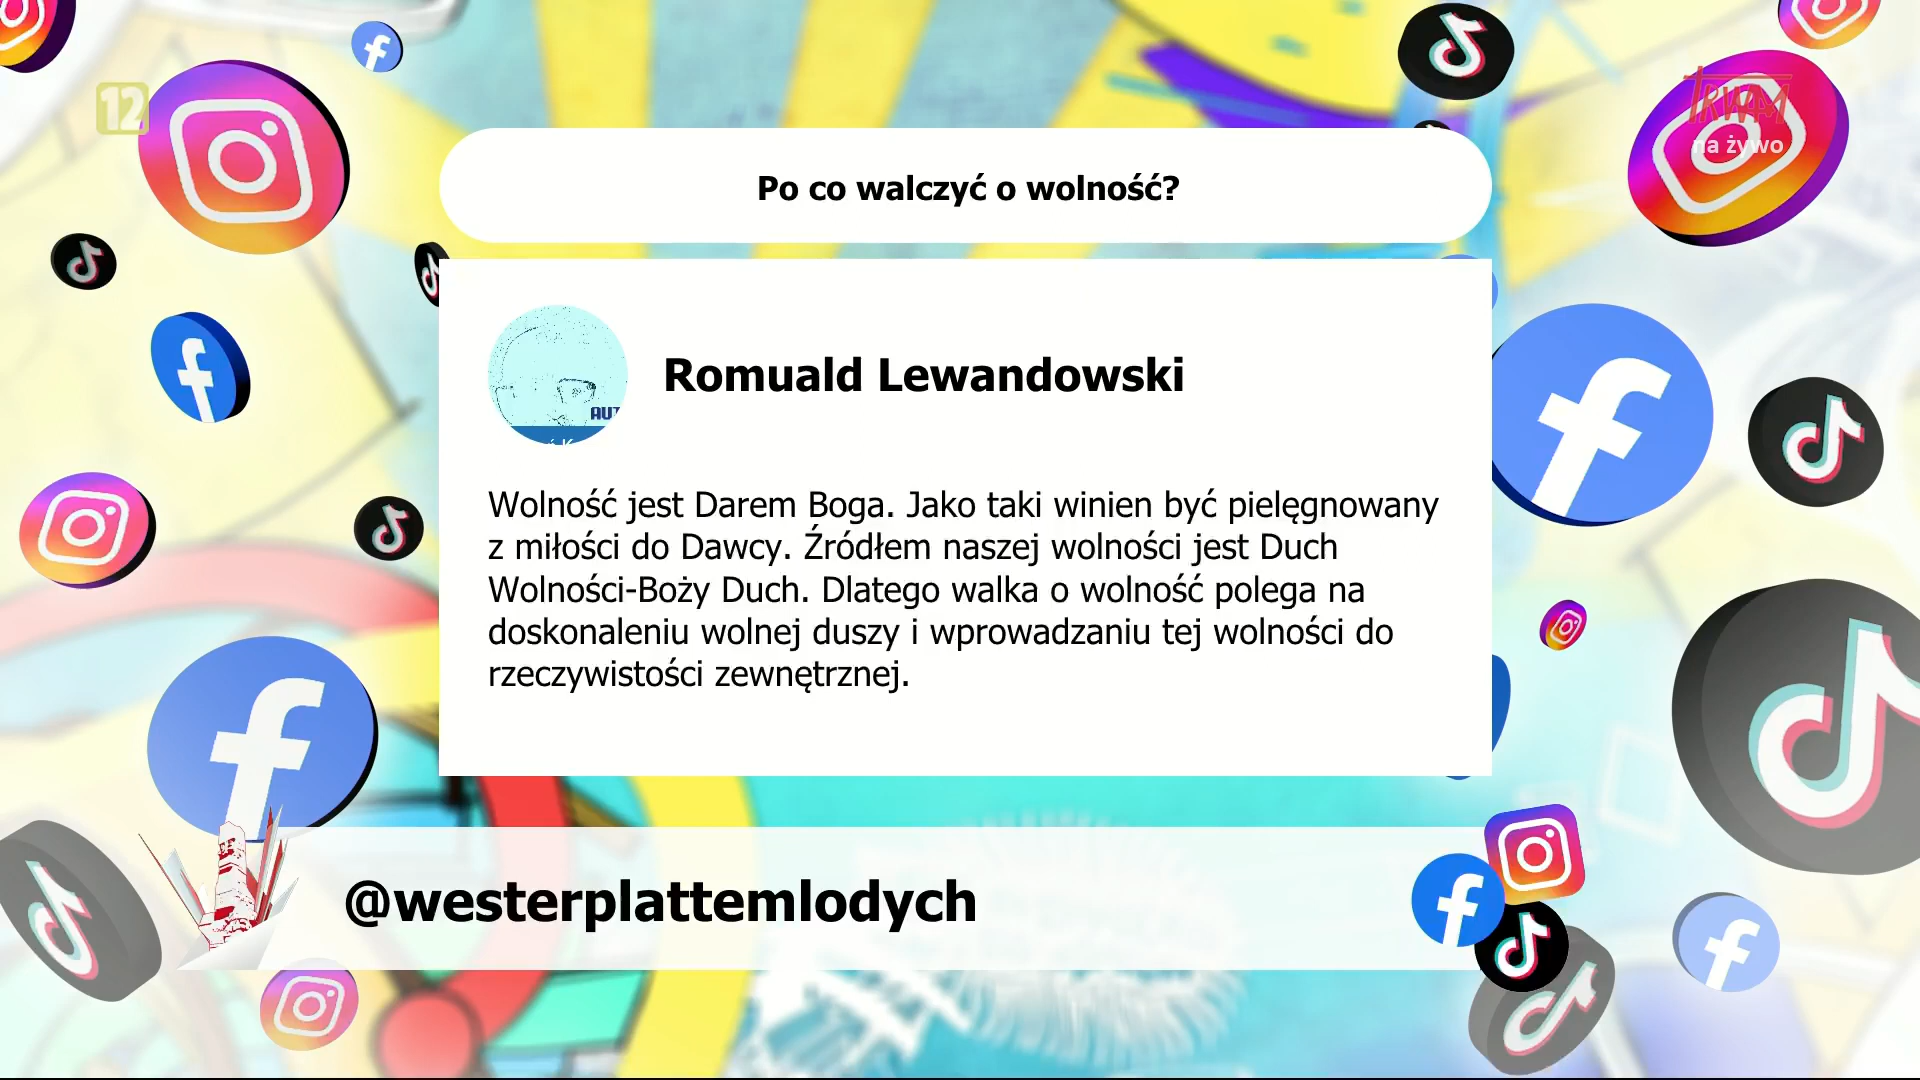 12
TRWAM
na żywo
Po co walczyć o wolność?
Romuald Lewandowski
AUT
Wolność jest Darem Boga. Jako taki winien być pielęgnowany
z miłości do Dawcy. Źródłem naszej wolności jest Duch
Wolności-Boży Duch. Dlatego walka o wolność polega na
doskonaleniu wolnej duszy i wprowadzaniu tej wolności do
rzeczywistości zewnętrznej.
@westerplattemlodych